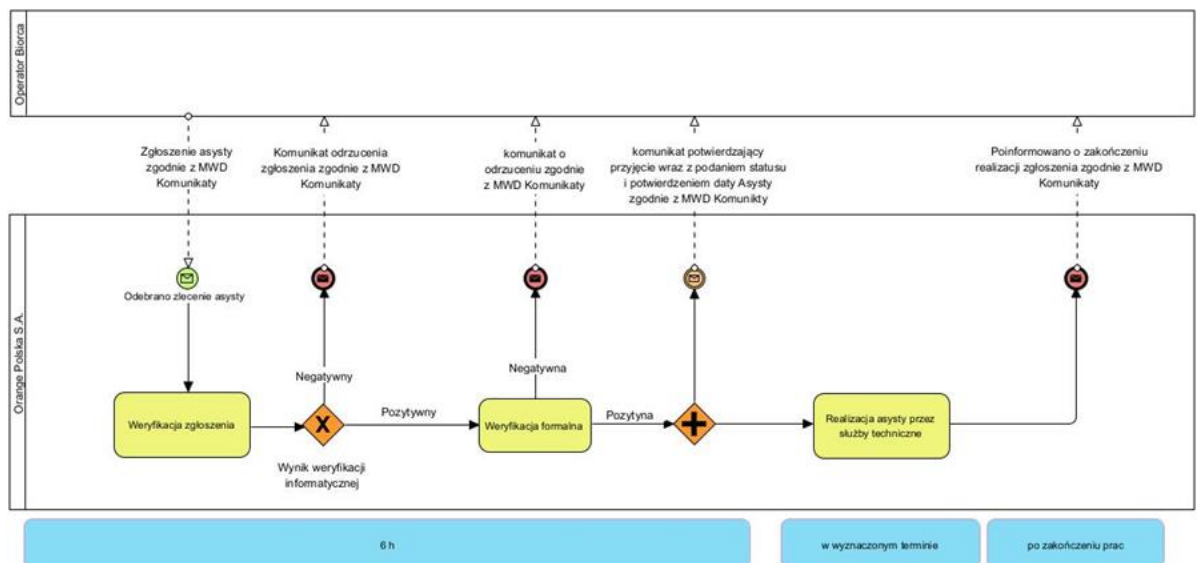 Operator Biorca
Zgłoszenie asysty
zgodnie z MWD
Komunikaty
Komunikat odrzucenia
zgłoszenia zgodnie z MWD
Komunikaty
komunikat o
odrzuceniu zgodnie
z MWD Komunikaty
komunikat potwierdzający
przyjęcie wraz z podaniem statusu
i potwierdzeniem daty Asysty
zgodnie z MWD Komunikty
Poinformowano o zakończeniu
realizacji zgłoszenia zgodnie z MWD
Komunikaty
Orange Polska S.A.
Odebrano zlecenie asysty
Negatywny
Negatywna
Weryfikacja zgłoszenia
X
Pozytywny
Weryfikacja formalna
Pozytyna
Realizacja asysty przez
służby techniczne
Wynik weryfikacji
informatycznej
6 h
w wyznaczonym terminie
po zakończeniu prac